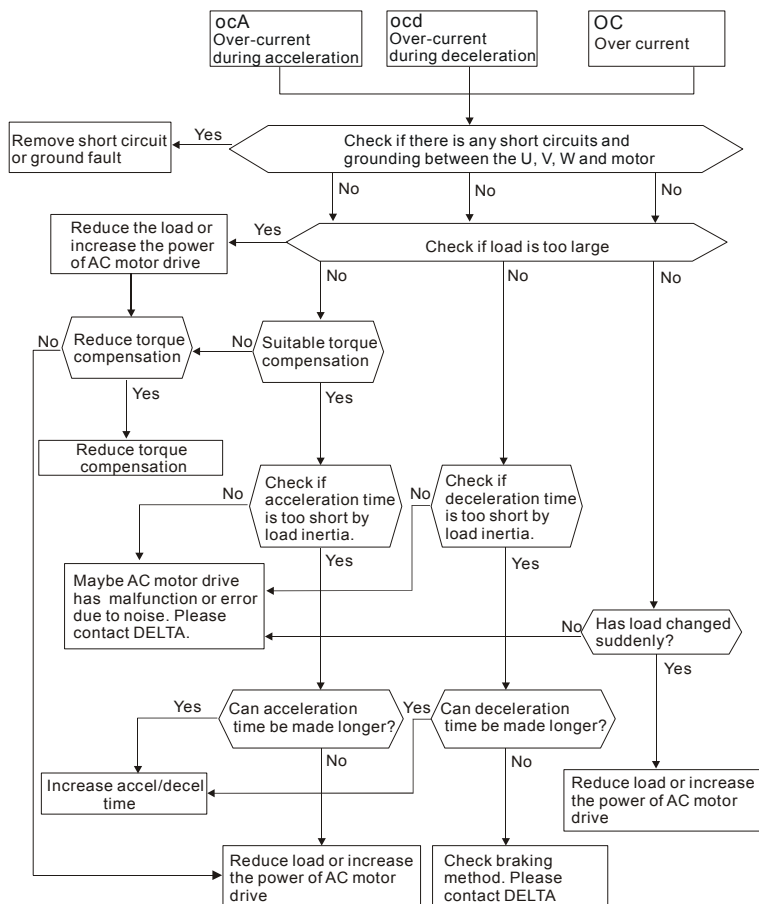 ocA
Over-current
during acceleration
ocd
Over-current
during deceleration
OC
Over current
Remove short circuit
or ground fault
Yes
Check if there is any short circuits and
grounding between the U, V, W and motor
No
No
No
Reduce the load or
increase the power
of AC motor drive
Yes
Check if load is too large
No
No
No
No
Reduce torque
compensation
No
Suitable torque
compensation
Yes
Yes
Reduce torque
compensation
No
Check if
acceleration time
is too short by
load inertia.
No
Check if
deceleration time
is too short by
load inertia.
Yes
Yes
Maybe AC motor drive
has malfunction or error
due to noise. Please
contact DELTA.
No
Has load changed
suddenly?
Yes
Yes
Can acceleration
time be made longer?
Yes
Can deceleration
time be made longer?
No
No
Increase accel/decel
time
Reduce load or increase
the power of AC motor
drive
Reduce load or increase
the power of AC motor
drive
Check braking
method. Please
contact DELTA